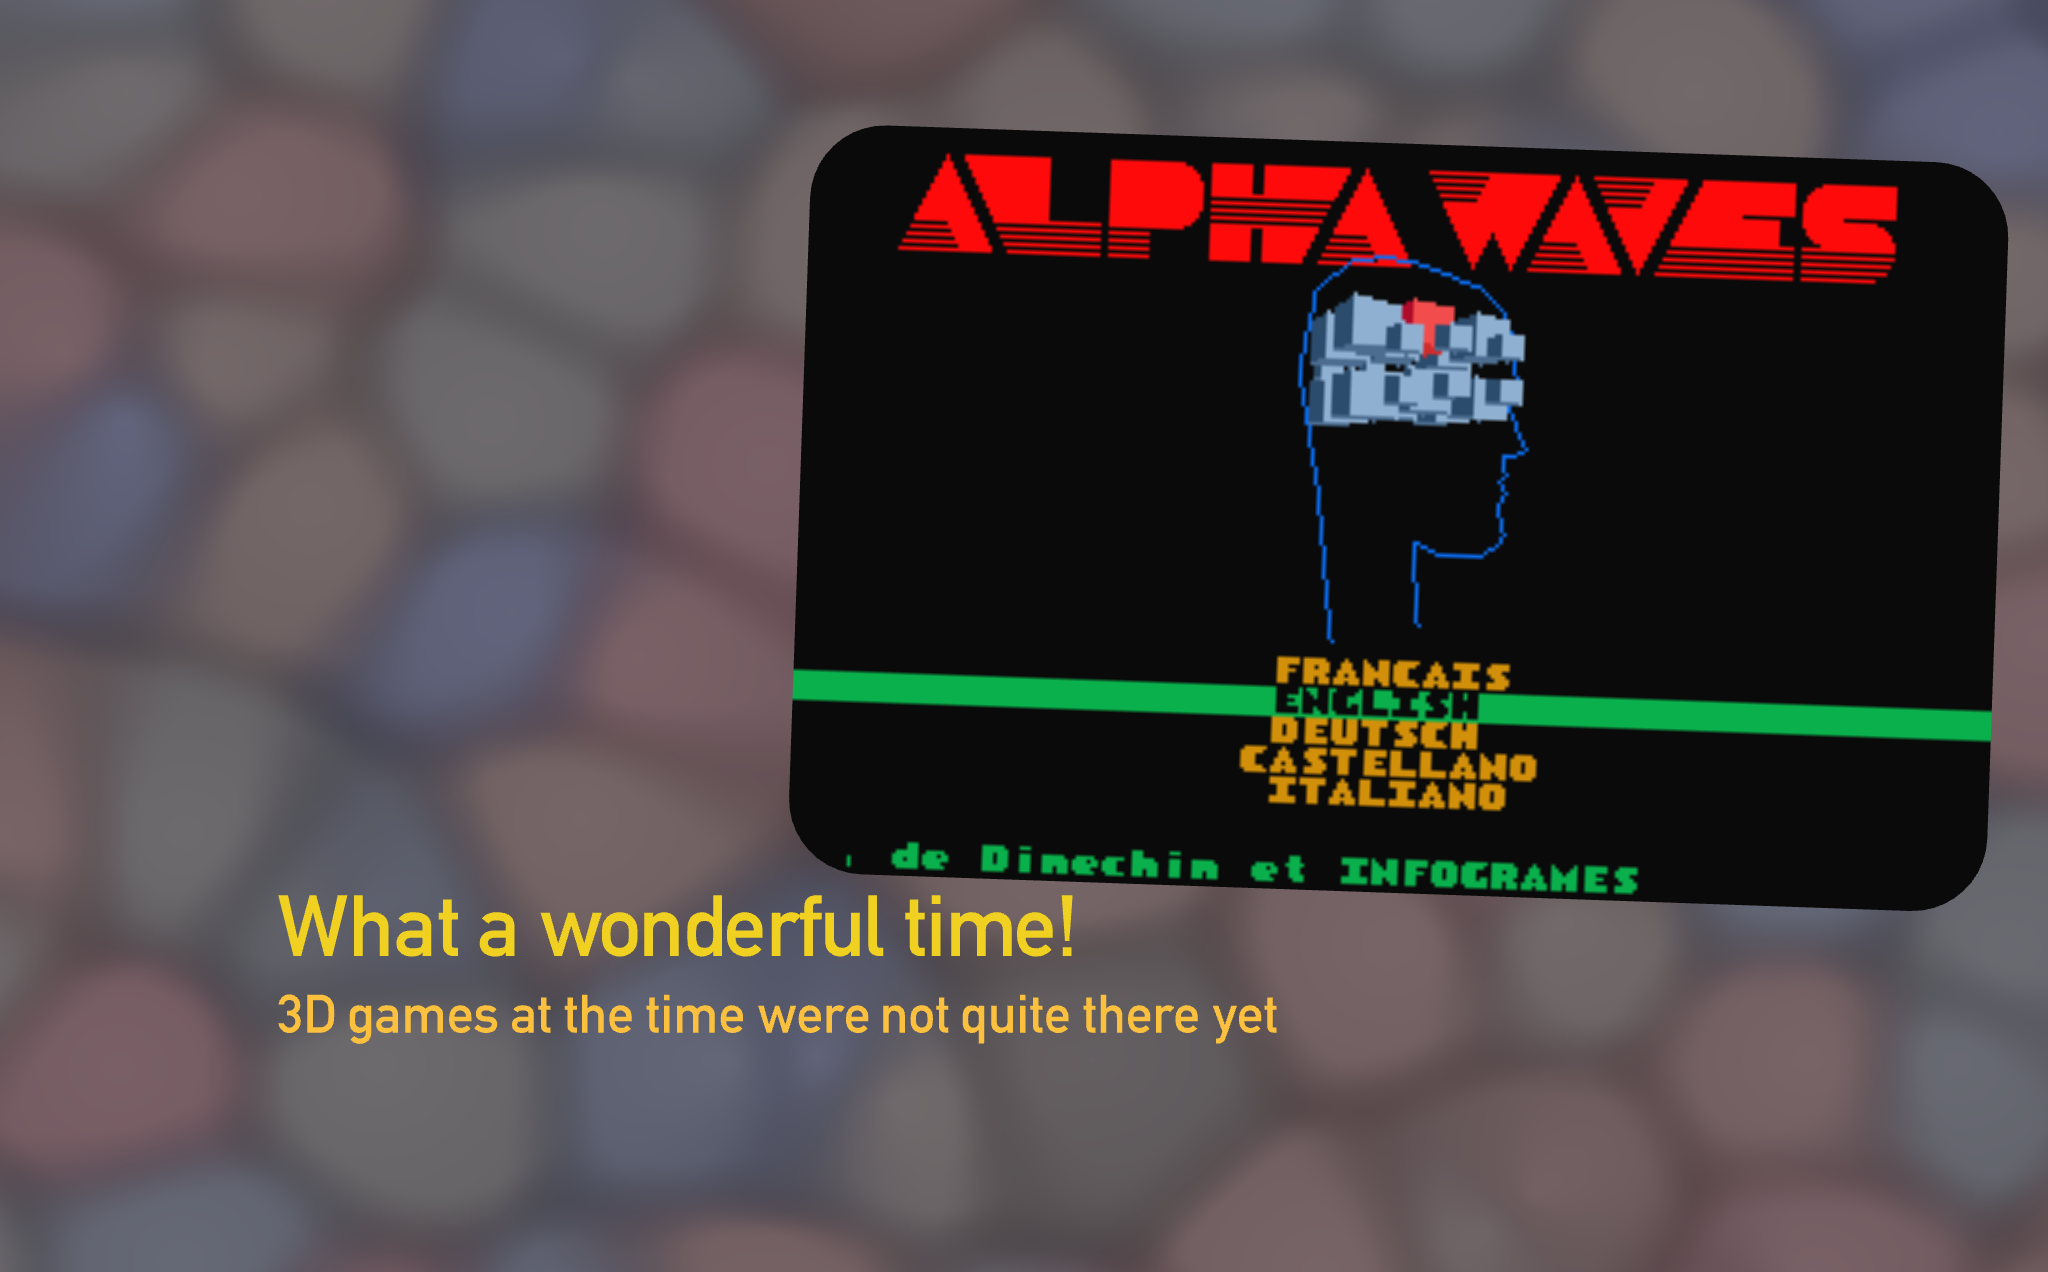 ALPHA WAVES
FRANCAIS
ENGLISH
DEUTSCH
CASTELLANO
ITALIANO
de Dinechin et INFOGRAMES
What a wonderful time!
3D games at the time were not quite there yet